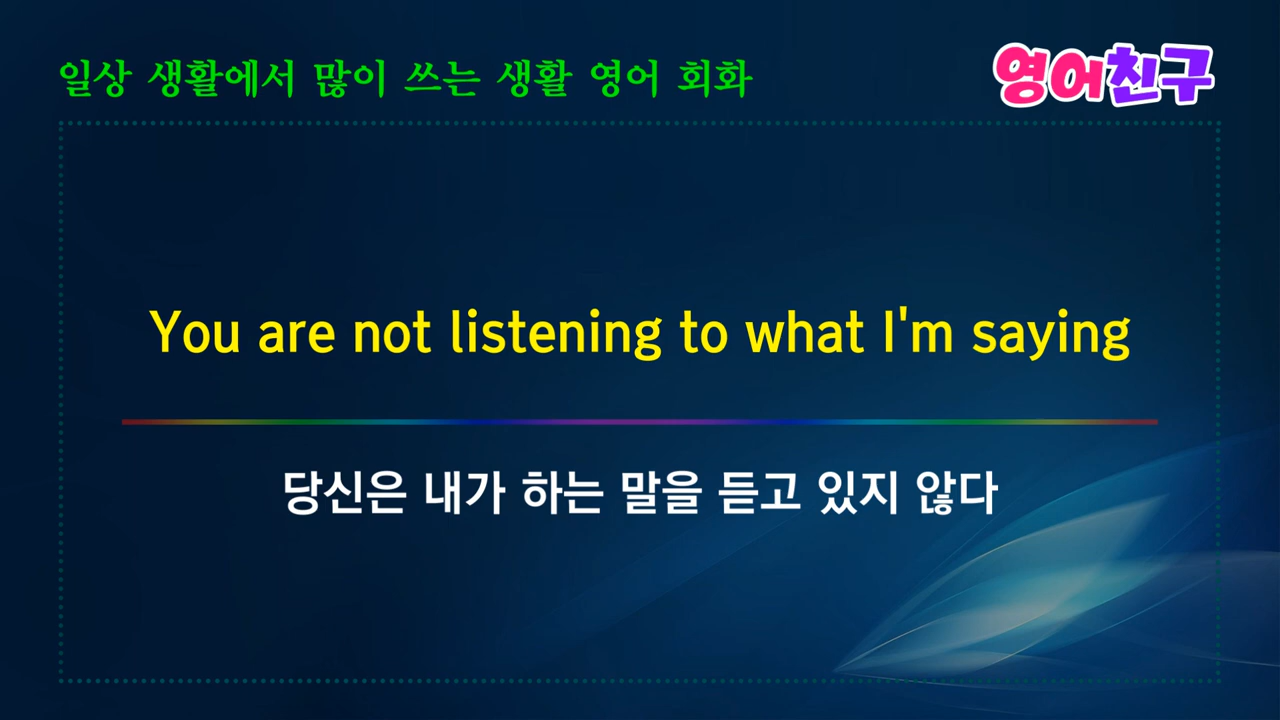 일상 생활에서 많이 쓰는 생활 영어 회화
영어친구
You are not listening to what I'm saying
당신은 내가 하는 말을 듣고 있지 않다